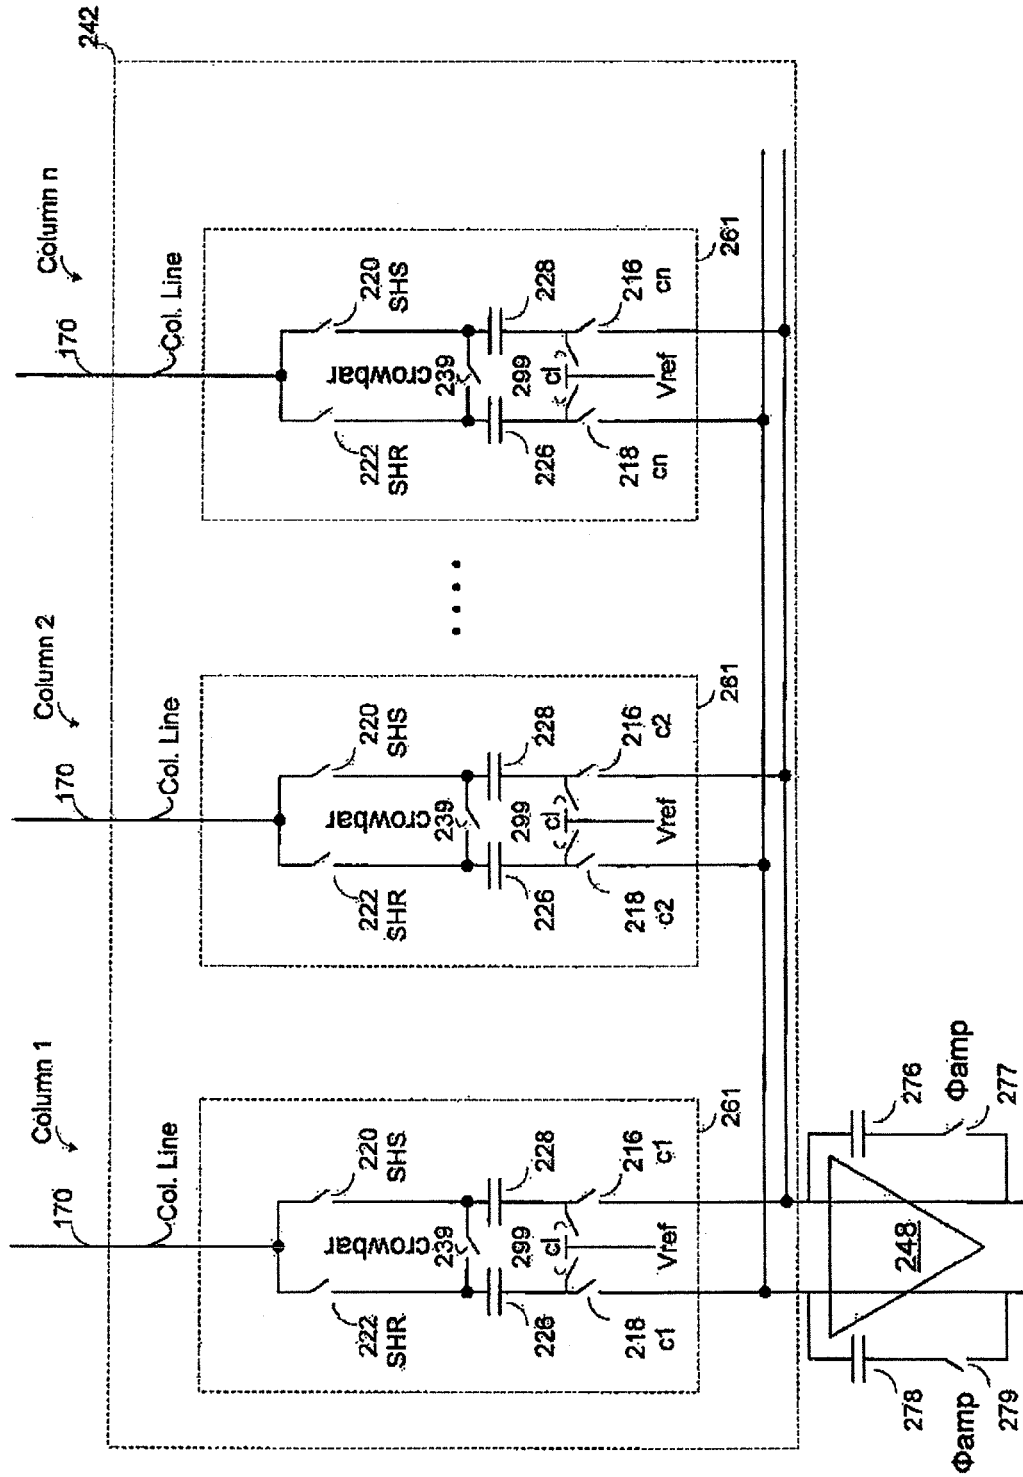 242
Column 1
170
Col. Line
222
SHR
220
SHS
crowbar
239
226
228
299
cl
218
c1
Vref
216
c1
261
Column 2
170
Col. Line
222
SHR
220
SHS
crowbar
239
226
228
299
cl
218
c2
Vref
216
c2
261
Column n
170
Col. Line
222
SHR
220
SHS
crowbar
239
226
228
299
cl
218
cn
Vref
216
cn
261
278
276
248
Φamp
279
Φamp
277